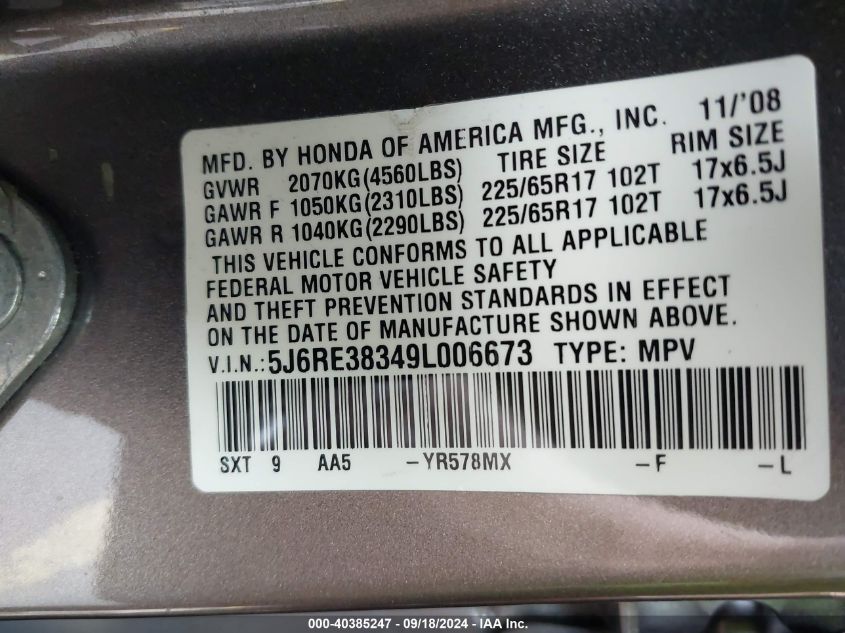 MFD. BY HONDA OF AMERICA MFG., INC. 11/'08
GVWR 2070KG(4560LBS) TIRE SIZE RIM SIZE
GAWR F 1050KG(2310LBS) 225/65R17 102T 17x6.5J
GAWR R 1040KG(2290LBS) 225/65R17 102T 17x6.5J
THIS VEHICLE CONFORMS TO ALL APPLICABLE
FEDERAL MOTOR VEHICLE SAFETY
AND THEFT PREVENTION STANDARDS IN EFFECT
ON THE DATE OF MANUFACTURE SHOWN ABOVE.
V.I.N.: 5J6RE38349L006673 TYPE: MPV
SXT 9 AA5 -YR578MX -F -L
000-40385247 - 09/18/2024 - IAA Inc.